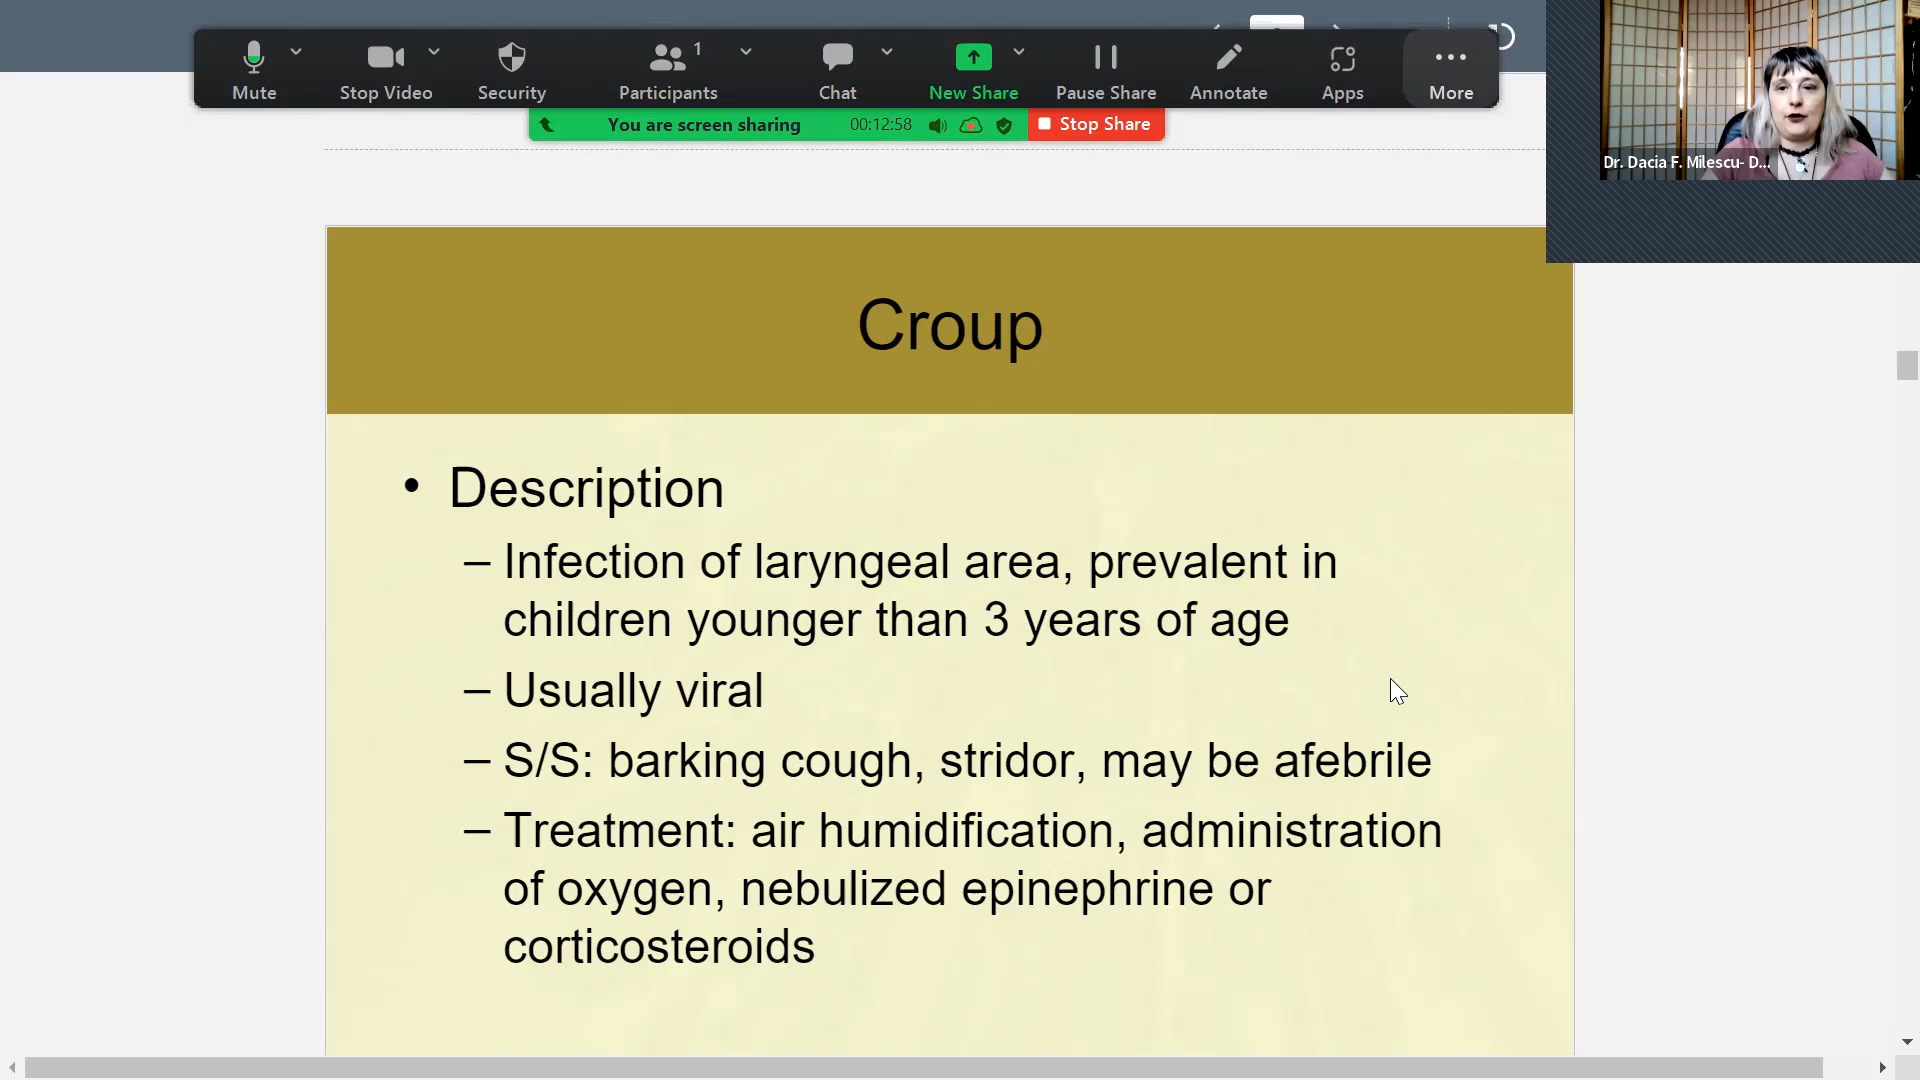 1
Mute
Stop Video
Security
Participants
Chat
New Share
Pause Share
Annotate
Apps
More
You are screen sharing
00:12:58
Stop Share
Dr. Dacia F. Milescu- D...
Croup
• Description
– Infection of laryngeal area, prevalent in
children younger than 3 years of age
– Usually viral
– S/S: barking cough, stridor, may be afebrile
– Treatment: air humidification, administration
of oxygen, nebulized epinephrine or
corticosteroids